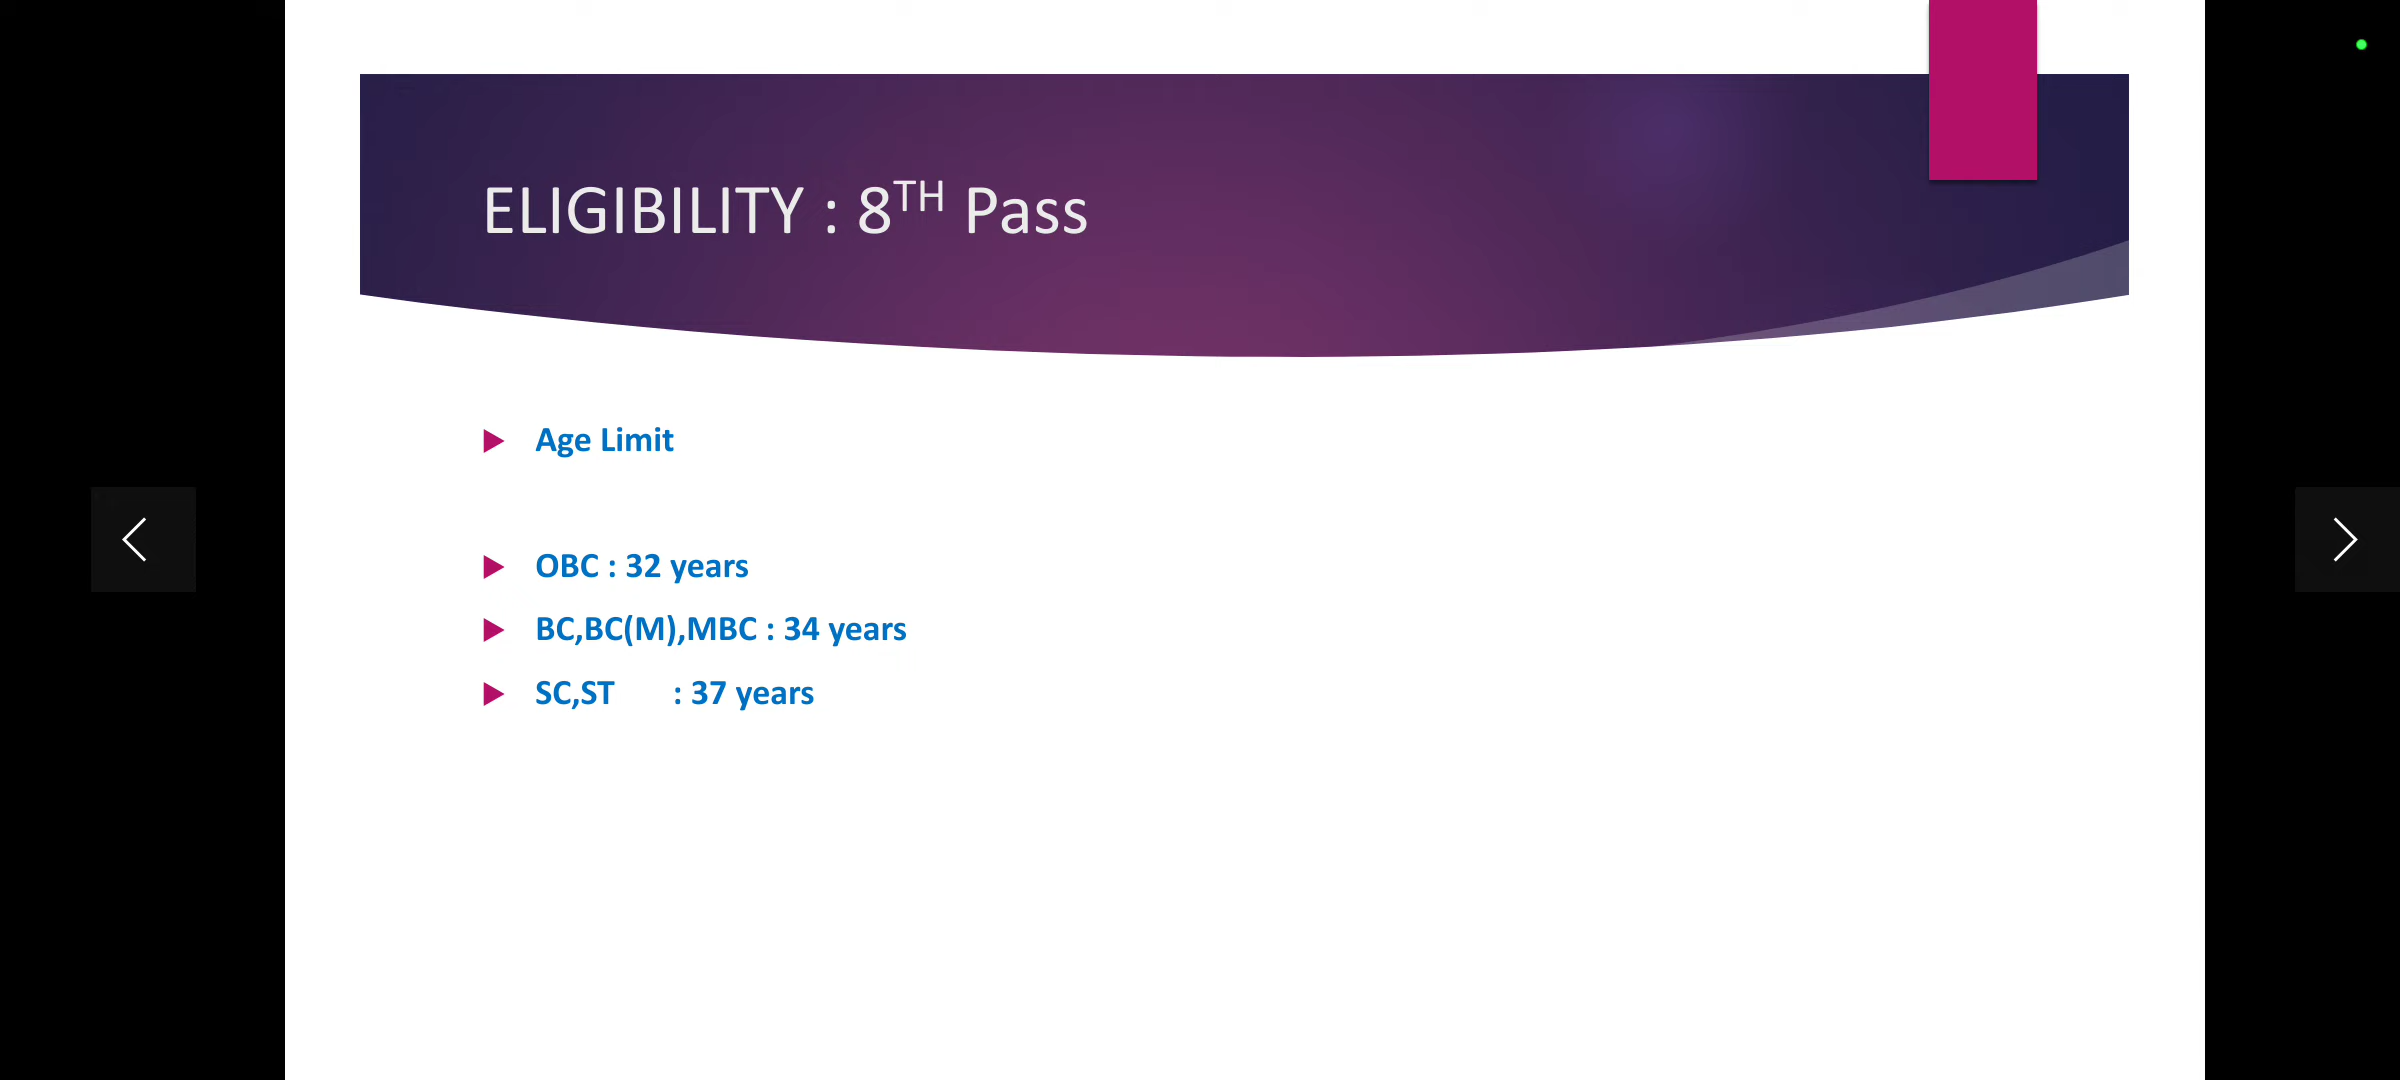 ELIGIBILITY : 8TH Pass
Age Limit
OBC : 32 years
BC,BC(M),MBC : 34 years
SC,ST : 37 years